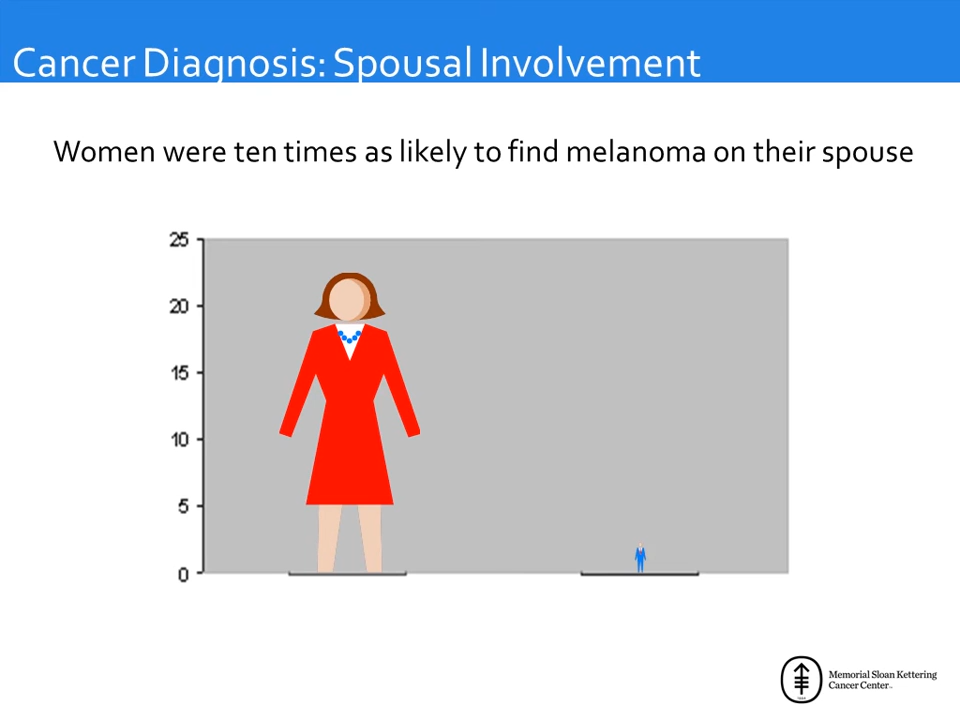 Cancer Diagnosis: Spousal Involvement
Women were ten times as likely to find melanoma on their spouse
25
20
15
10
5
0
Memorial Sloan Kettering
Cancer Center